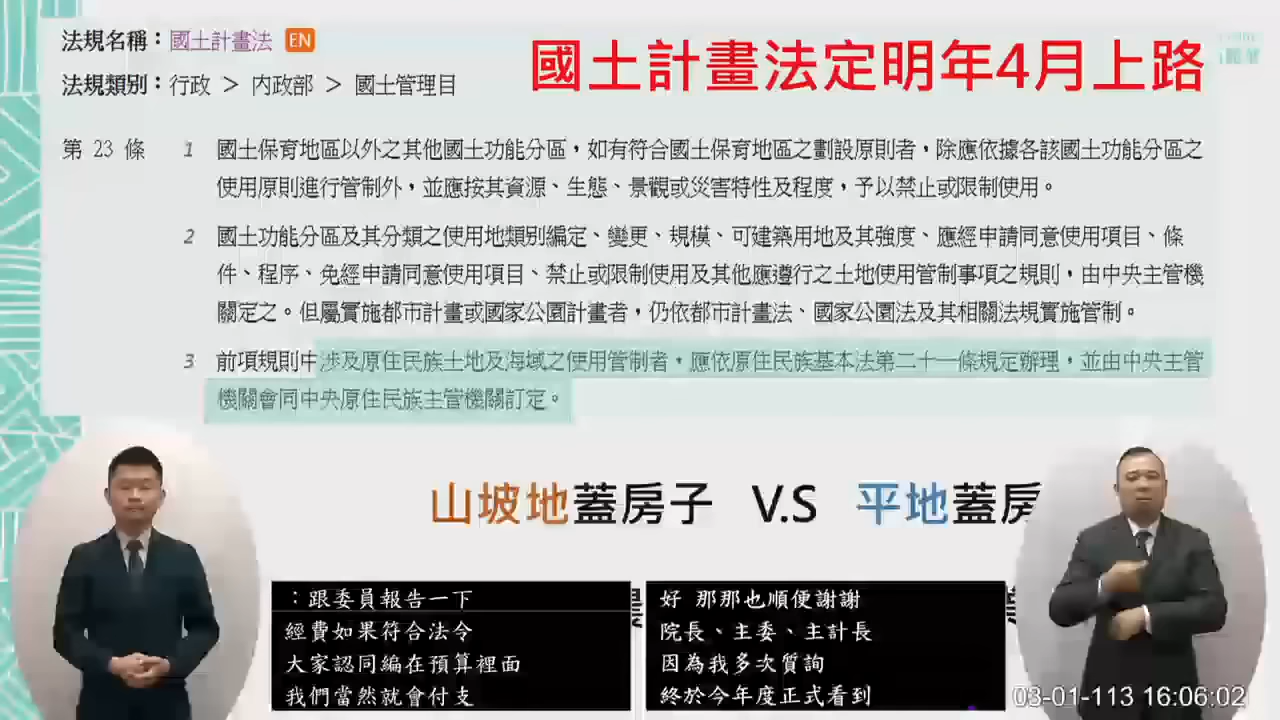 法規名稱：國土計畫法 EN
國土計畫法定明年4月上路
法規類別：行政 > 內政部 > 國土管理目
第 23 條
1 國土保育地區以外之其他國土功能分區，如有符合國土保育地區之劃設原則者，除應依據各該國土功能分區之
使用原則進行管制外，並應按其資源、生態、景觀或災害特性及程度，予以禁止或限制使用。
2 國土功能分區及其分類之使用地類別編定、變更、規模、可建築用地及其強度、應經申請同意使用項目、條
件、程序、免經申請同意使用項目、禁止或限制使用及其他應遵行之土地使用管制事項之規則，由中央主管機
關定之。但屬實施都市計畫或國家公園計畫者，仍依都市計畫法、國家公園法及其相關法規實施管制。
3 前項規則中涉及原住民族土地及海域之使用管制者，應依原住民族基本法第二十一條規定辦理，並由中央主管
機關會同中央原住民族主管機關訂定。
山坡地蓋房子 V.S 平地蓋房
：跟委員報告一下
經費如果符合法令
大家認同編在預算裡面
我們當然就會付支
好 那那也順便謝謝
院長、主委、主計長
因為我多次質詢
終於今年度正式看到
03-01-113 16:06:02